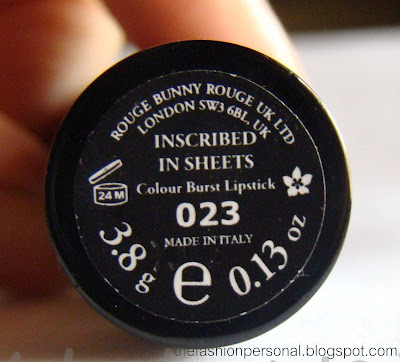 ROUGE BUNNY ROUGE UK LTD
LONDON SW3 6BL, UK
INSCRIBED
IN SHEETS
Colour Burst Lipstick
24 M
023
MADE IN ITALY
3.8 g
e
0.13 oz
thefashionpersonal.blogspot.com